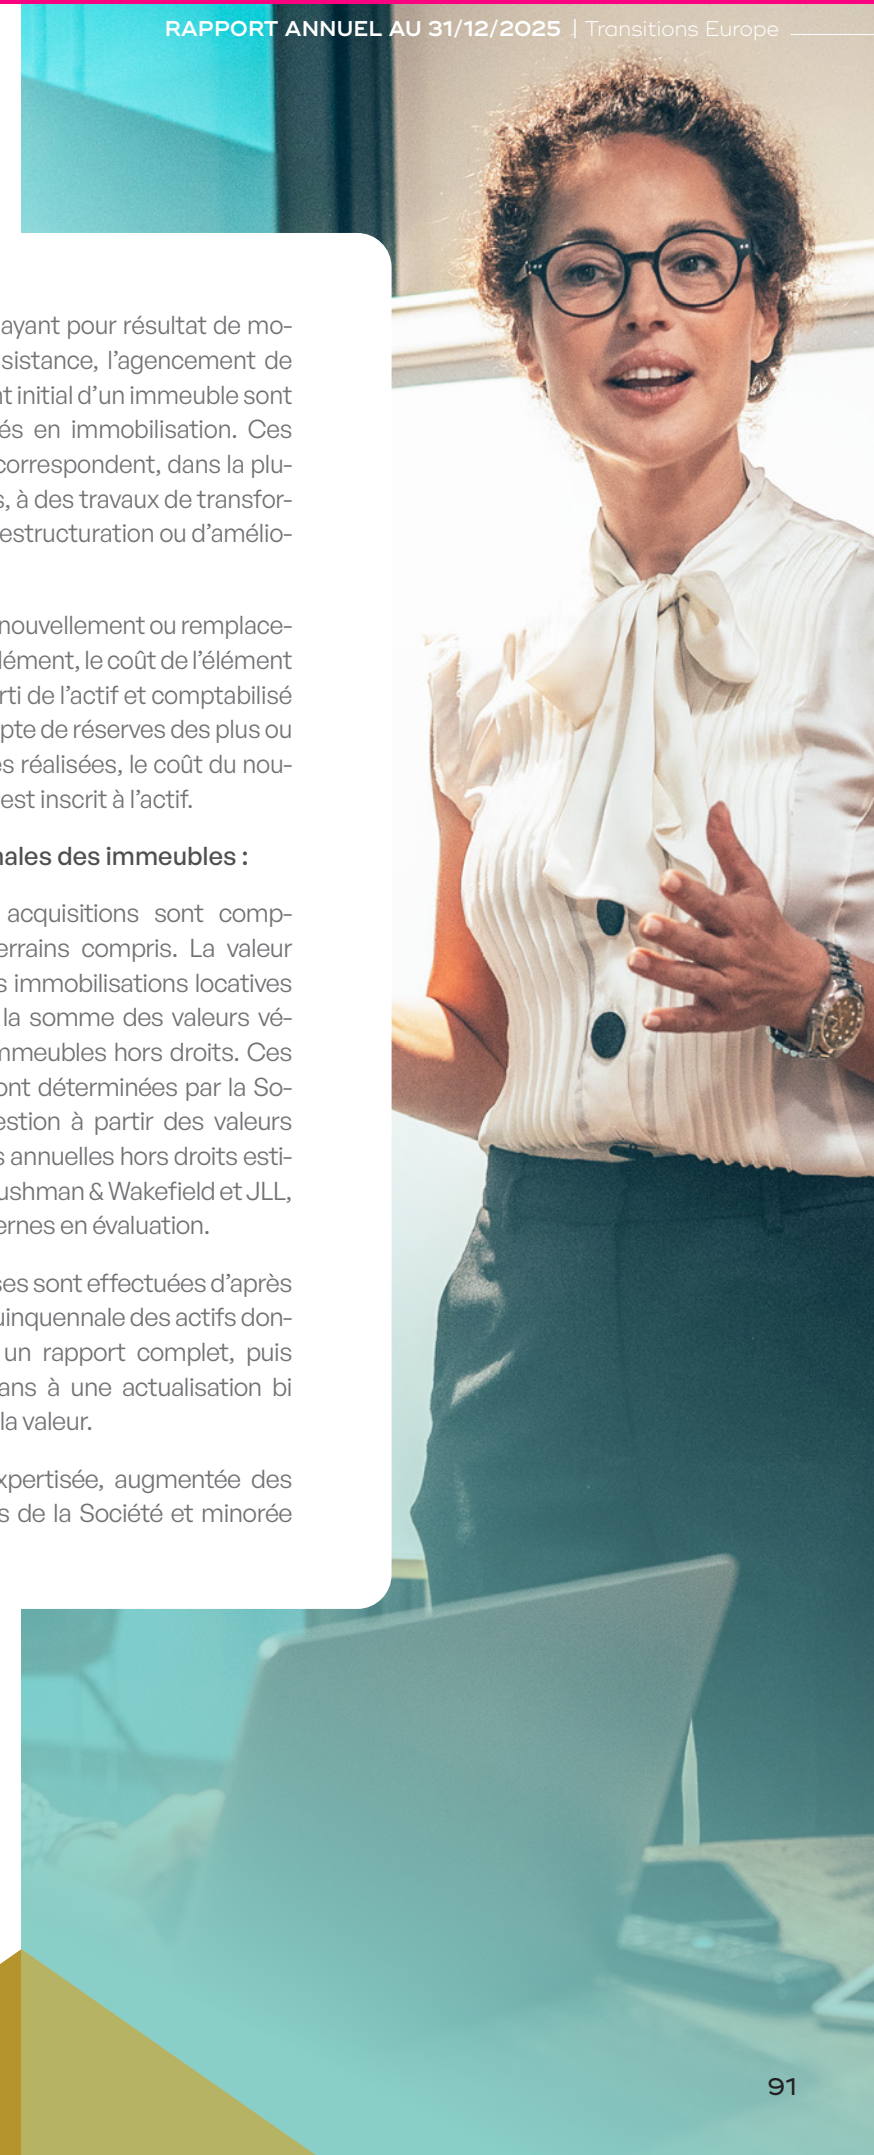 RAPPORT ANNUEL AU 31/12/2025 | Transitions Europe
ayant pour résultat de mo-
sistance, l’agencement de
initial d’un immeuble sont
és en immobilisation. Ces
correspondent, dans la plu-
, à des travaux de transfor-
estructuration ou d’amélio-
nouvellement ou remplace-
lément, le coût de l’élément
rti de l’actif et comptabilisé
pte de réserves des plus ou
s réalisées, le coût du nou-
est inscrit à l’actif.
nales des immeubles :
acquisitions sont comp-
errains compris. La valeur
s immobilisations locatives
la somme des valeurs vé-
mmeubles hors droits. Ces
ont déterminées par la So-
estion à partir des valeurs
s annuelles hors droits esti-
ushman & Wakefield et JLL,
ernes en évaluation.
ses sont effectuées d’après
uinquennale des actifs don-
un rapport complet, puis
ans à une actualisation bi
la valeur.
xpertisée, augmentée des
s de la Société et minorée
91